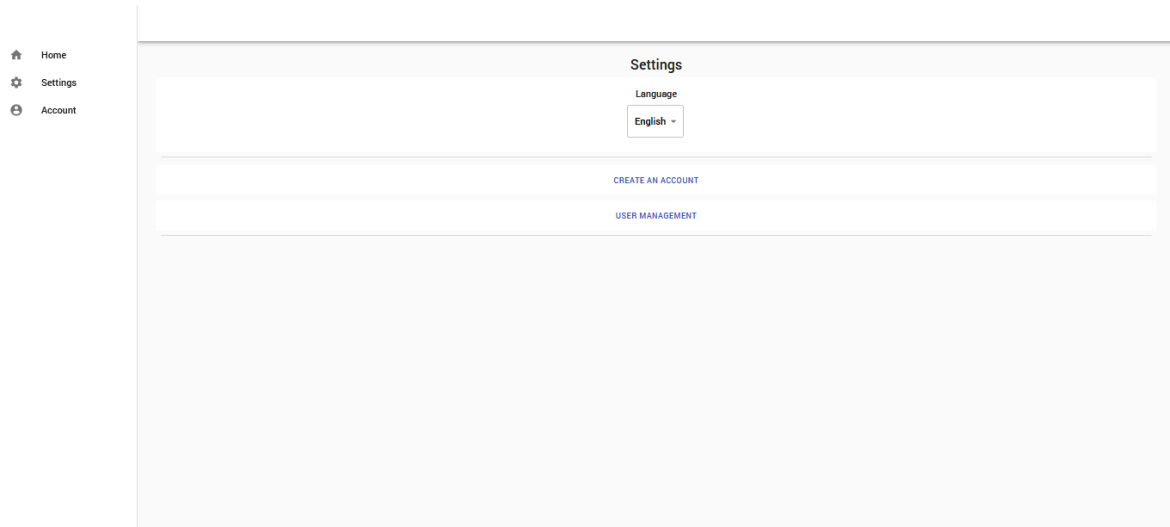 Home
Settings
Account
Settings
Language
English
CREATE AN ACCOUNT
USER MANAGEMENT